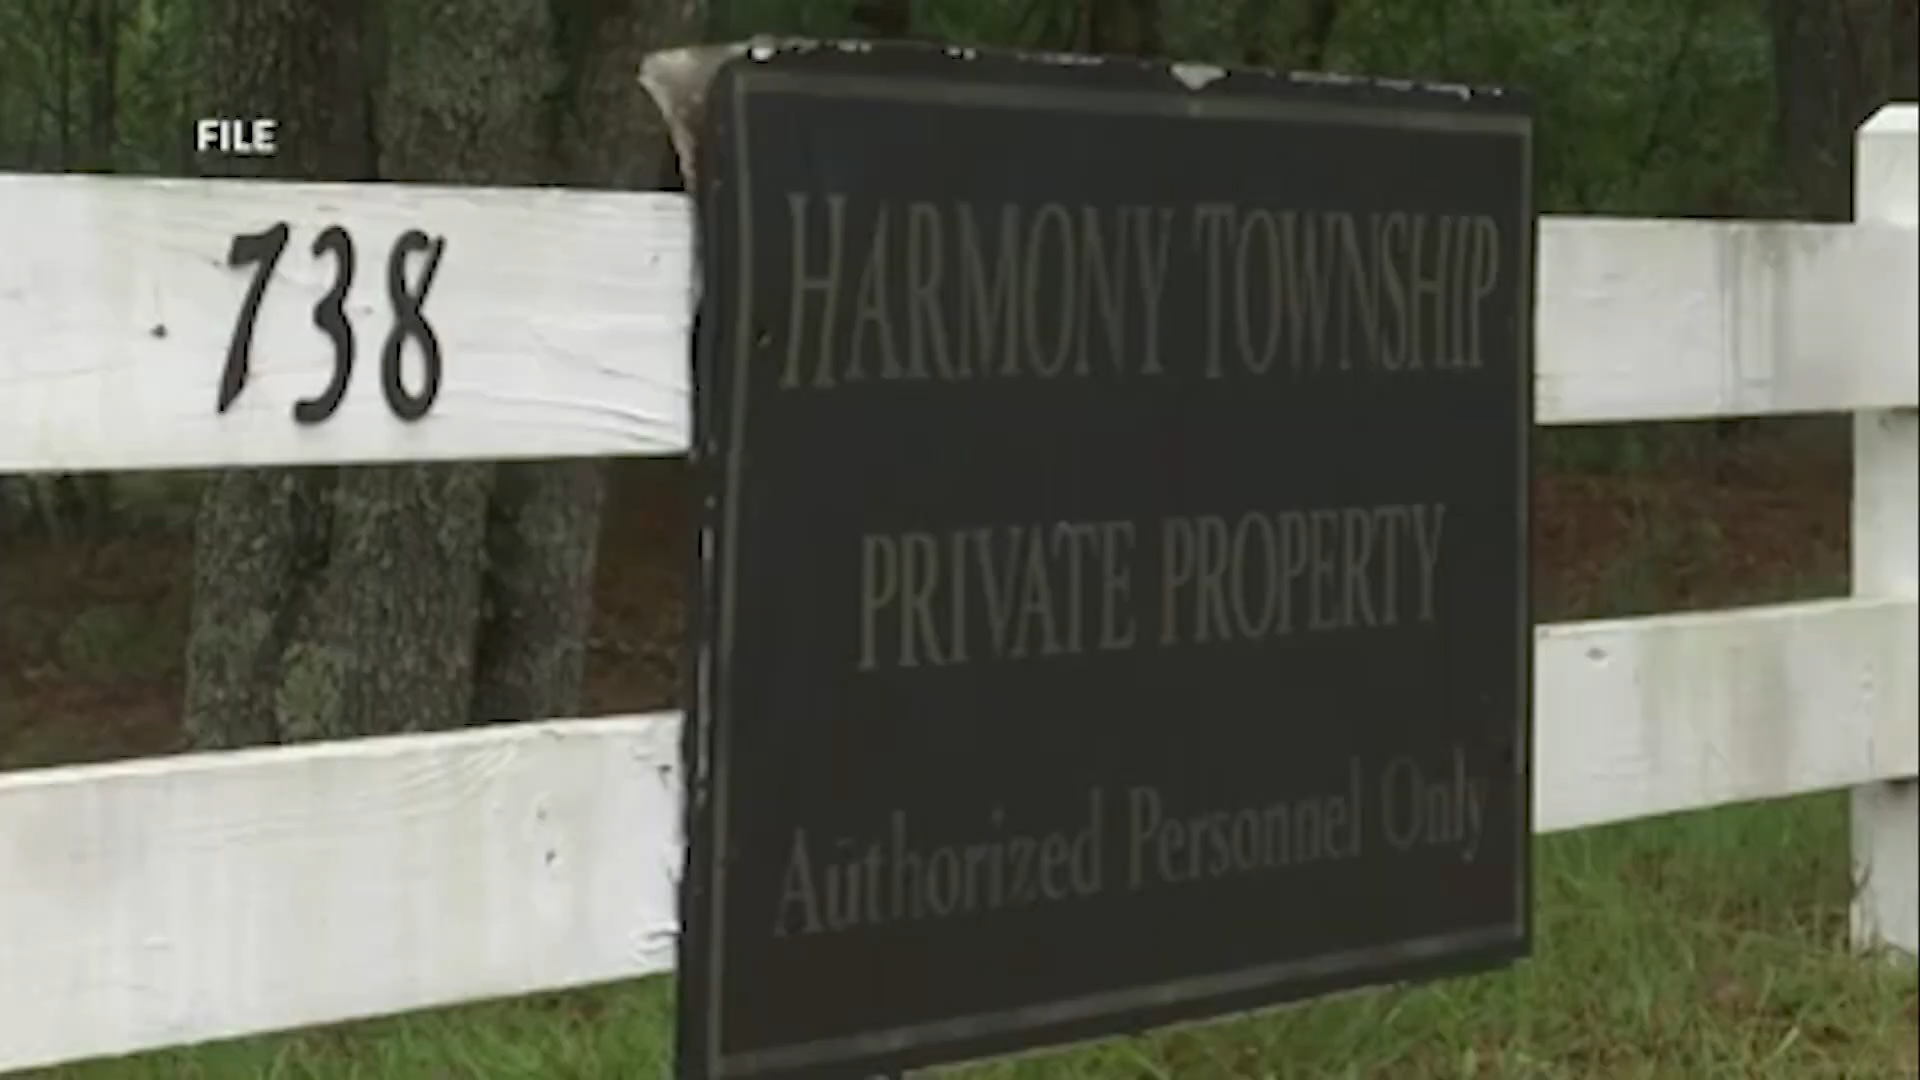 FILE
738
HARMONY TOWNSHIP
PRIVATE PROPERTY
Authorized Personnel Only